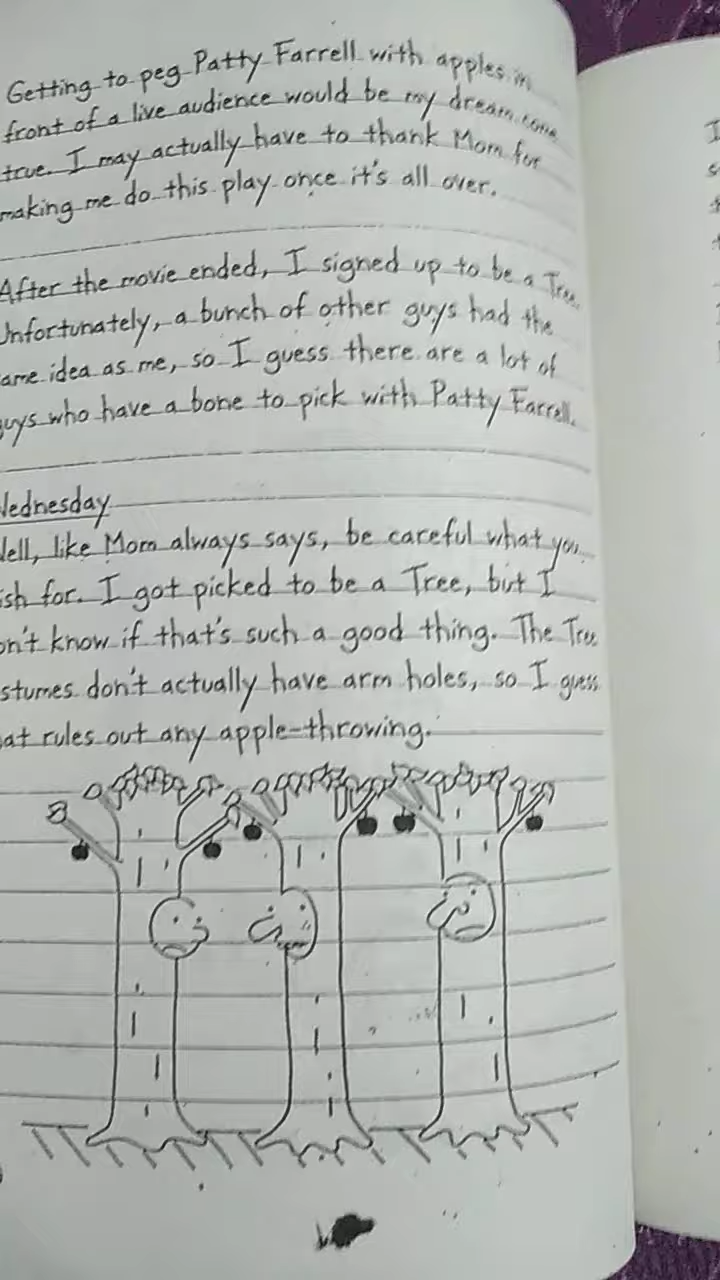 Getting to peg Patty Farrell with apples in
front of a live audience would be my dream come
true. I may actually have to thank Mom for
making me do this play once it's all over.
After the movie ended, I signed up to be a Tree.
Unfortunately, a bunch of other guys had the
ame idea as me, so I guess there are a lot of
guys who have a bone to pick with Patty Farrell.
Wednesday
Well, like Mom always says, be careful what you
ish for. I got picked to be a Tree, but I
on't know if that's such a good thing. The Tree
stumes don't actually have arm holes, so I guess
at rules out any apple-throwing.